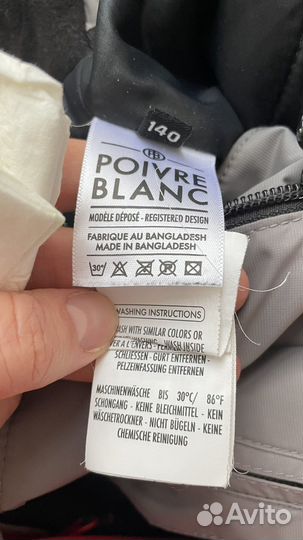 140
POIVRE
BLANC
MODÈLE DÉPOSÉ - REGISTERED DESIGN
FABRIQUE AU BANGLADESH
MADE IN BANGLADESH
30°
WASHING INSTRUCTIONS
WITH SIMILAR COLORS OR
L'ENVERS - WASH INSIDE
SCHLIESSEN - GURT ENTFERNEN
PELZEINFASSUNG ENTFERNEN
MASCHINENWÄSCHE BIS 30°C/ 86°F
SCHONGANG - KEINE BLEICHMITTEL - KEIN
WÄSCHETROCKNER - NICHT BÜGELN - KEINE
CHEMISCHE REINIGUNG
Avito